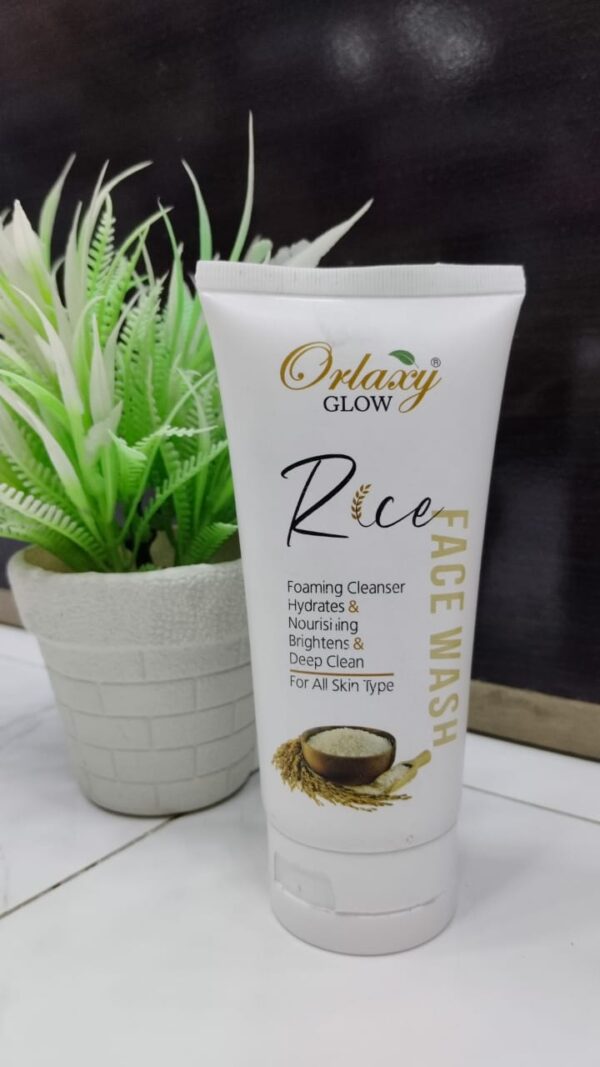 Orlaxy®
GLOW
Rice
FACE WASH
Foaming Cleanser
Hydrates &
Nourishing
Brightens &
Deep Clean
For All Skin Type